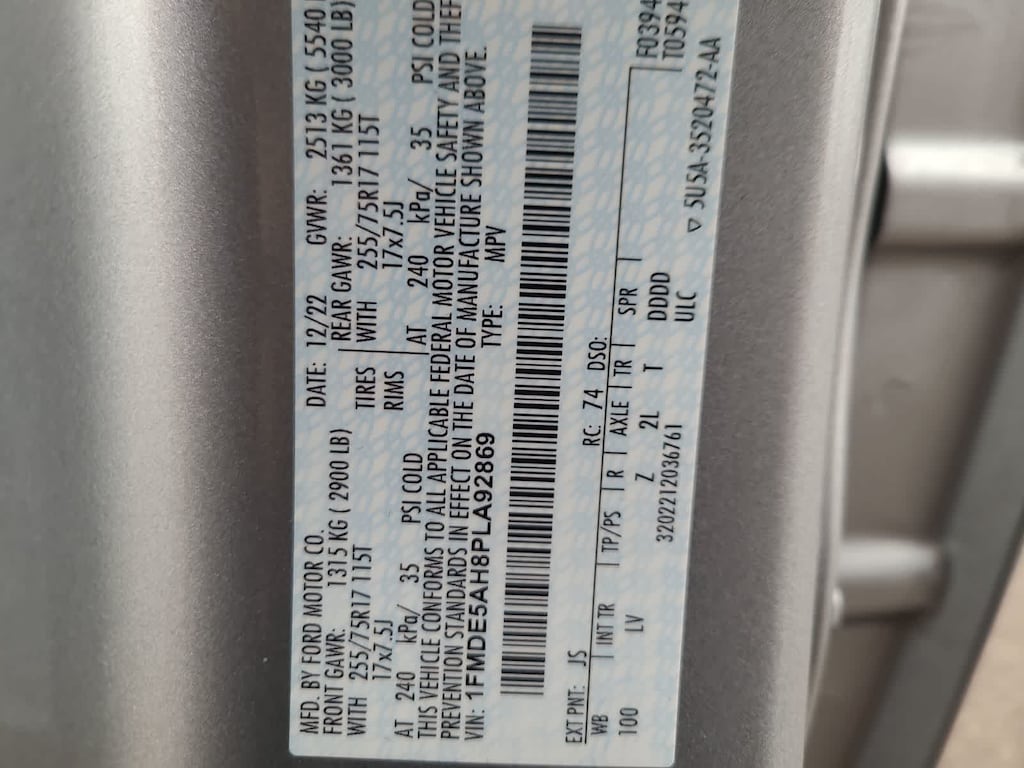 MFD. BY FORD MOTOR CO. DATE: 12/22 GVWR: 2513 KG ( 5540
FRONT GAWR: 1315 KG ( 2900 LB) REAR GAWR: 1361 KG ( 3000 LB)
WITH 255/75R17 115T TIRES WITH 255/75R17 115T
17x7.5J RIMS 17x7.5J
AT 240 kPa/ 35 PSI COLD AT 240 kPa/ 35 PSI COLD
THIS VEHICLE CONFORMS TO ALL APPLICABLE FEDERAL MOTOR VEHICLE SAFETY AND THEF
PREVENTION STANDARDS IN EFFECT ON THE DATE OF MANUFACTURE SHOWN ABOVE.
VIN: 1FMDE5AH8PLA92869 TYPE: MPV
EXT PNT: JS RC: 74 DSO:
WB INT TR TP/PS R AXLE TR SPR F0394
100 LV Z 2L T DDDD T0594
3202212036761 ULC
▽ 5U5A-3520472-AA